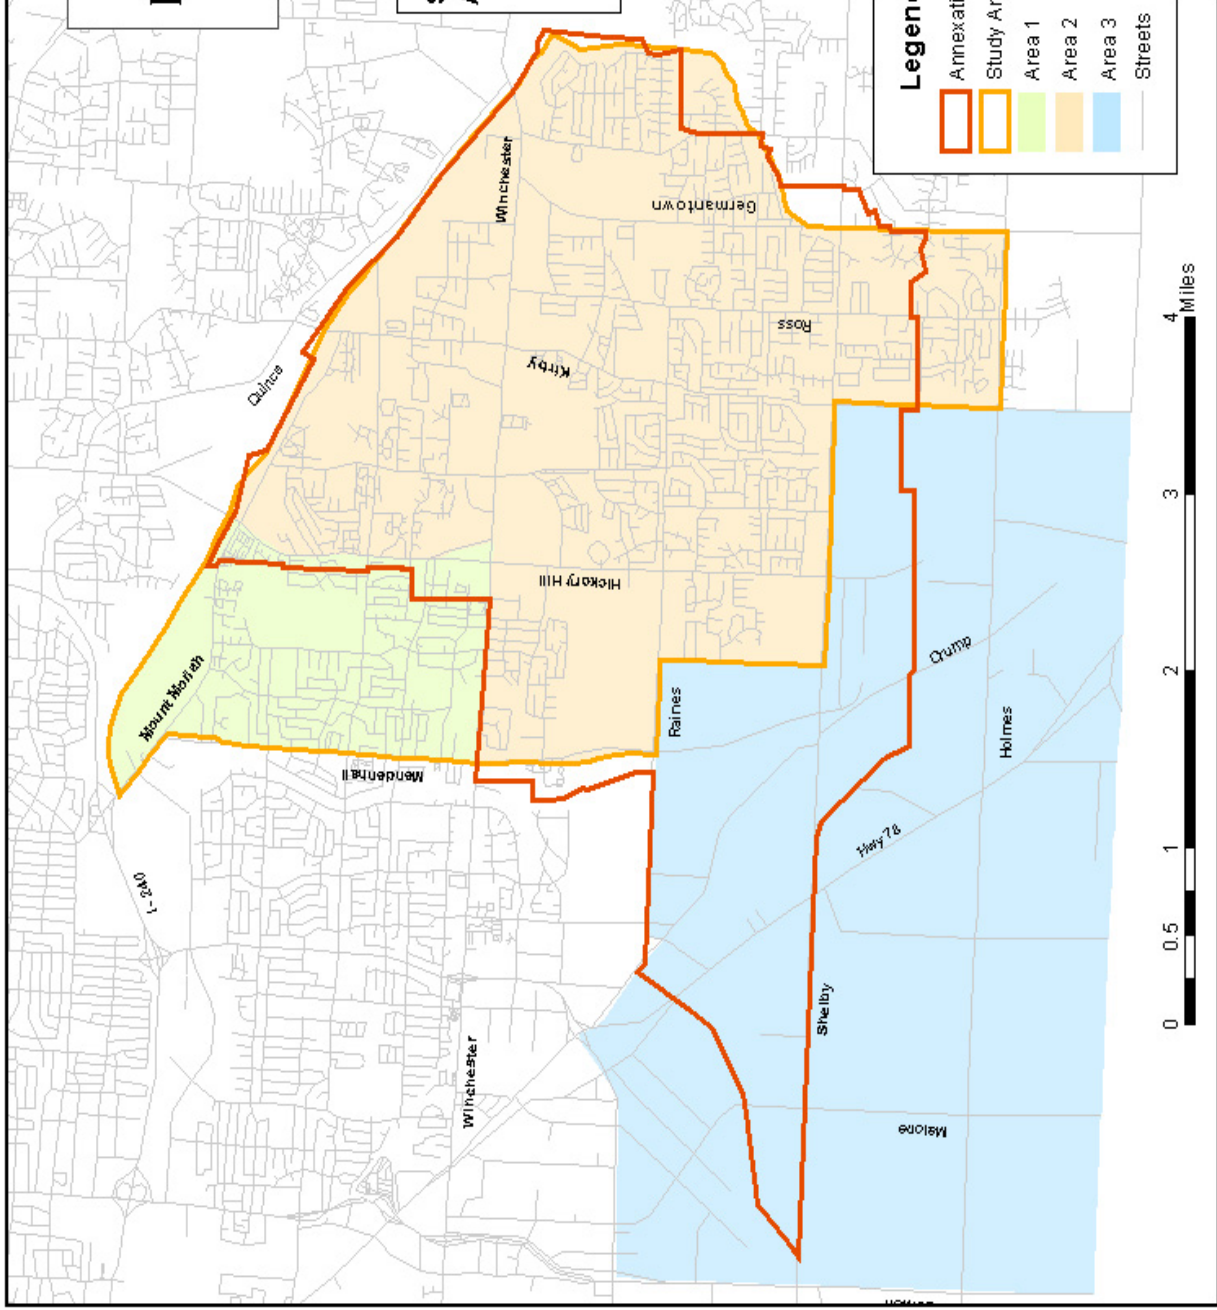 Legen
Annexati
Study Ar
Area 1
Area 2
Area 3
Streets
Quince
Mount Moriah
I-240
Mendenhall
Winchester
Winchester
Germantown
Kirby
Ross
Hickory Hill
Raines
Crump
Holmes
Hwy 78
Shelby
Malone
0 0.5 1 2 3 4
Miles